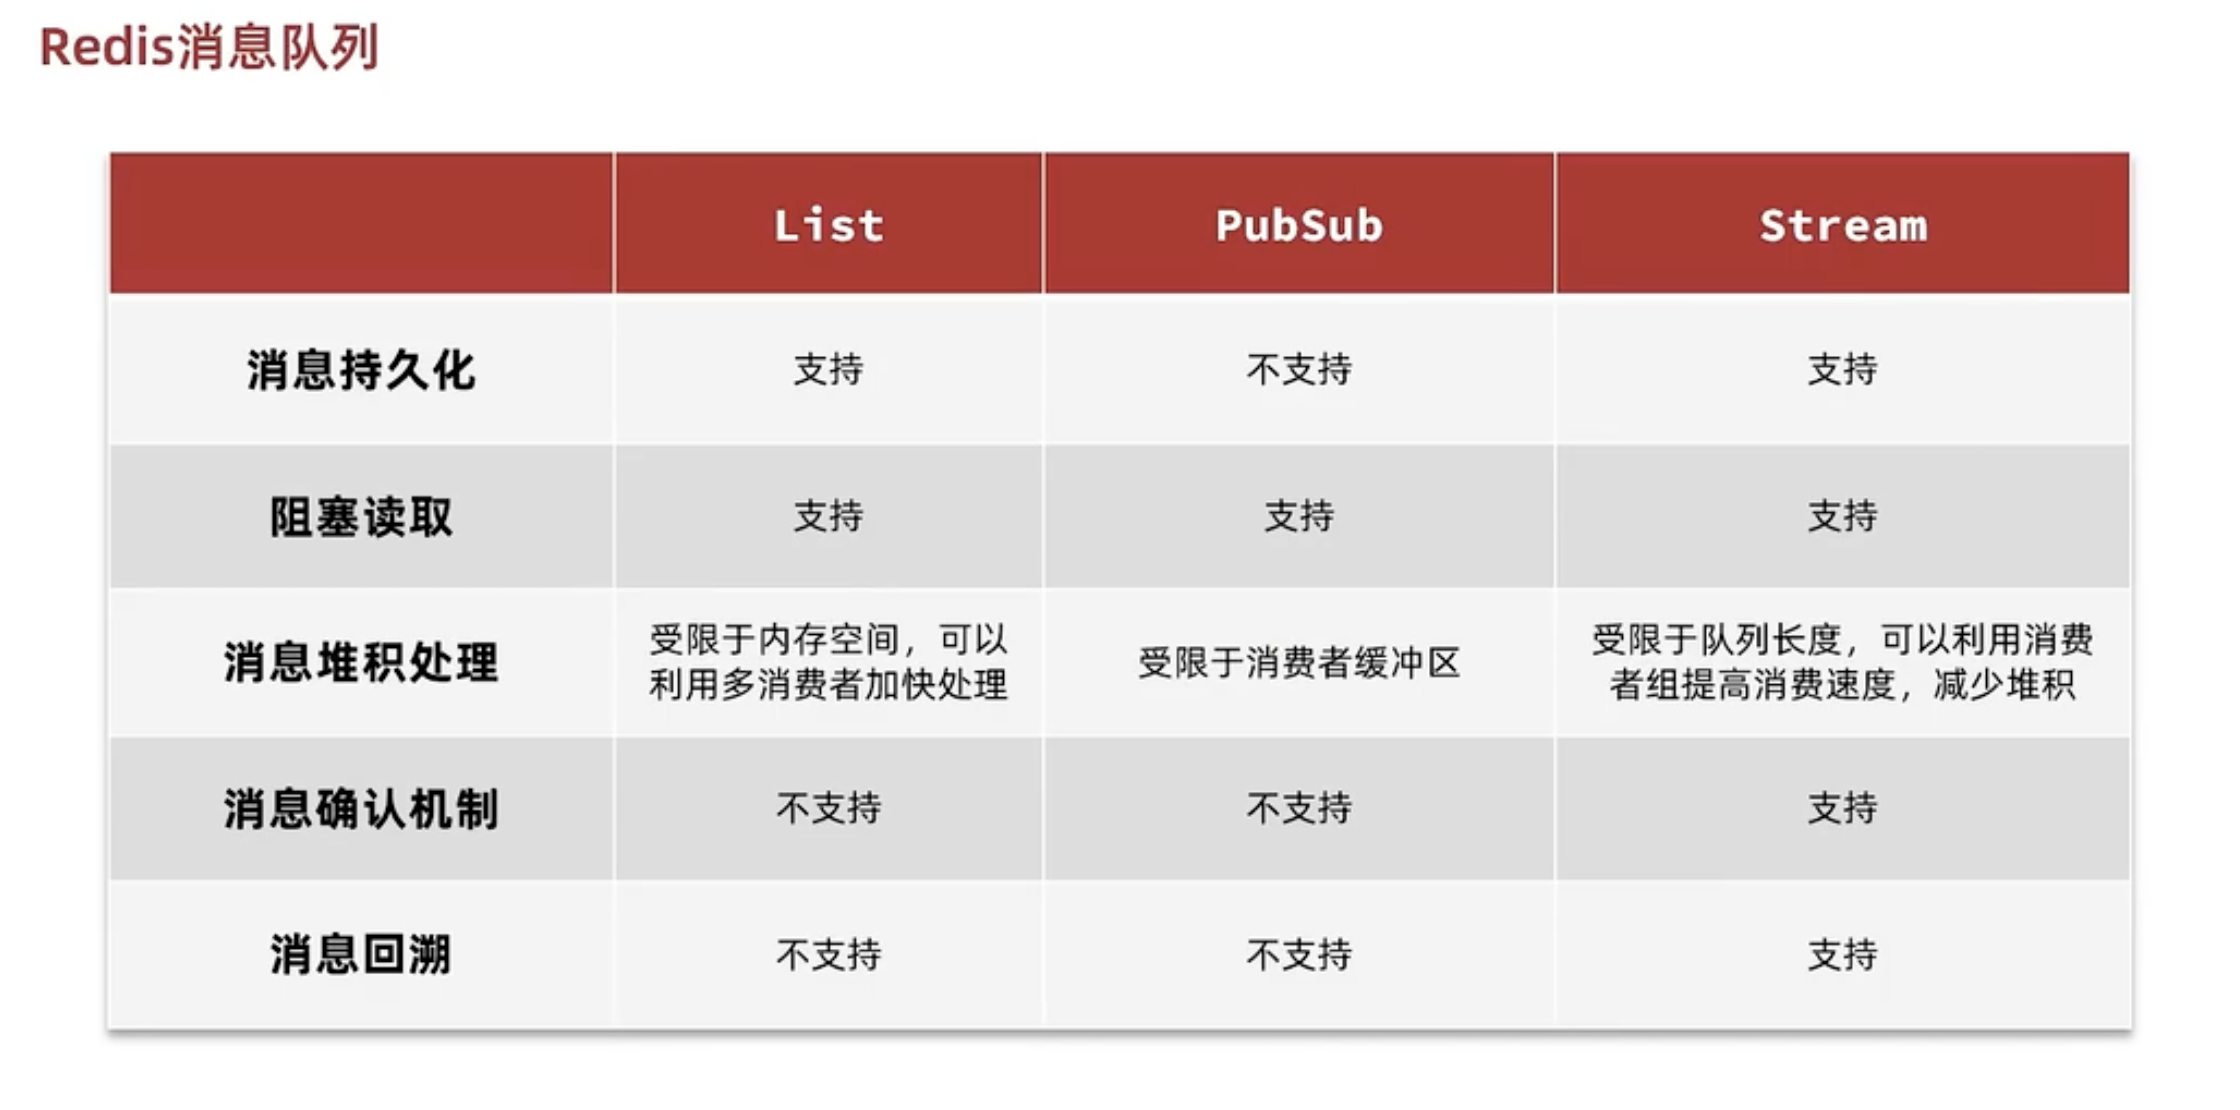 Redis消息队列
List PubSub Stream
消息持久化 支持 不支持 支持
阻塞读取 支持 支持 支持
消息堆积处理 受限于内存空间，可以 受限于消费者缓冲区 受限于队列长度，可以利用消费
利用多消费者加快处理 者组提高消费速度，减少堆积
消息确认机制 不支持 不支持 支持
消息回溯 不支持 不支持 支持